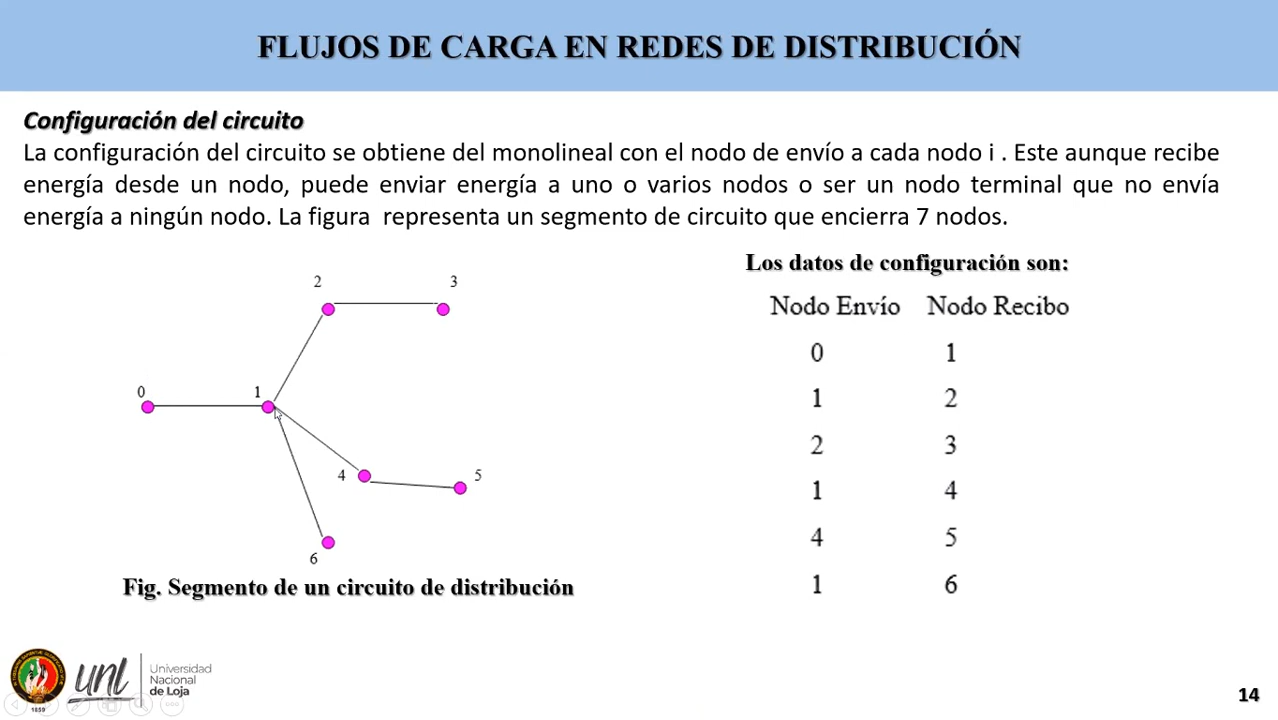 FLUJOS DE CARGA EN REDES DE DISTRIBUCIÓN
Configuración del circuito
La configuración del circuito se obtiene del monolineal con el nodo de envío a cada nodo i . Este aunque recibe
energía desde un nodo, puede enviar energía a uno o varios nodos o ser un nodo terminal que no envía
energía a ningún nodo. La figura representa un segmento de circuito que encierra 7 nodos.
2 3
0 1
4 5
6
Fig. Segmento de un circuito de distribución
Los datos de configuración son:
Nodo Envío Nodo Recibo
0 1
1 2
2 3
1 4
4 5
1 6
1859
unl
Universidad
Nacional
de Loja
14